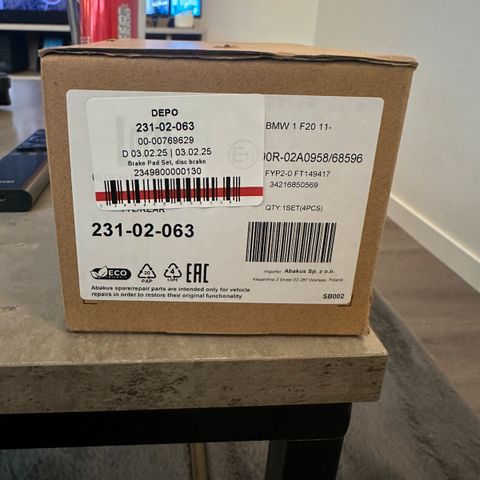 DEPO
231-02-063
00-00769629
D 03.02.25 | 03.02.25
Brake Pad Set, disc brake
2349800000130
BMW 1 F20 11-
90R-02A0958/68596
FYP2-0 FT149417
34216850569
QTY:1SET(4PCS)
231-02-063
ECO
20
PAP
4
EAC
Abakus spare/repair parts are intended only for vehicle
repairs in order to restore their original functionality
Importer: Abakus Sp. z o.o.
SB002